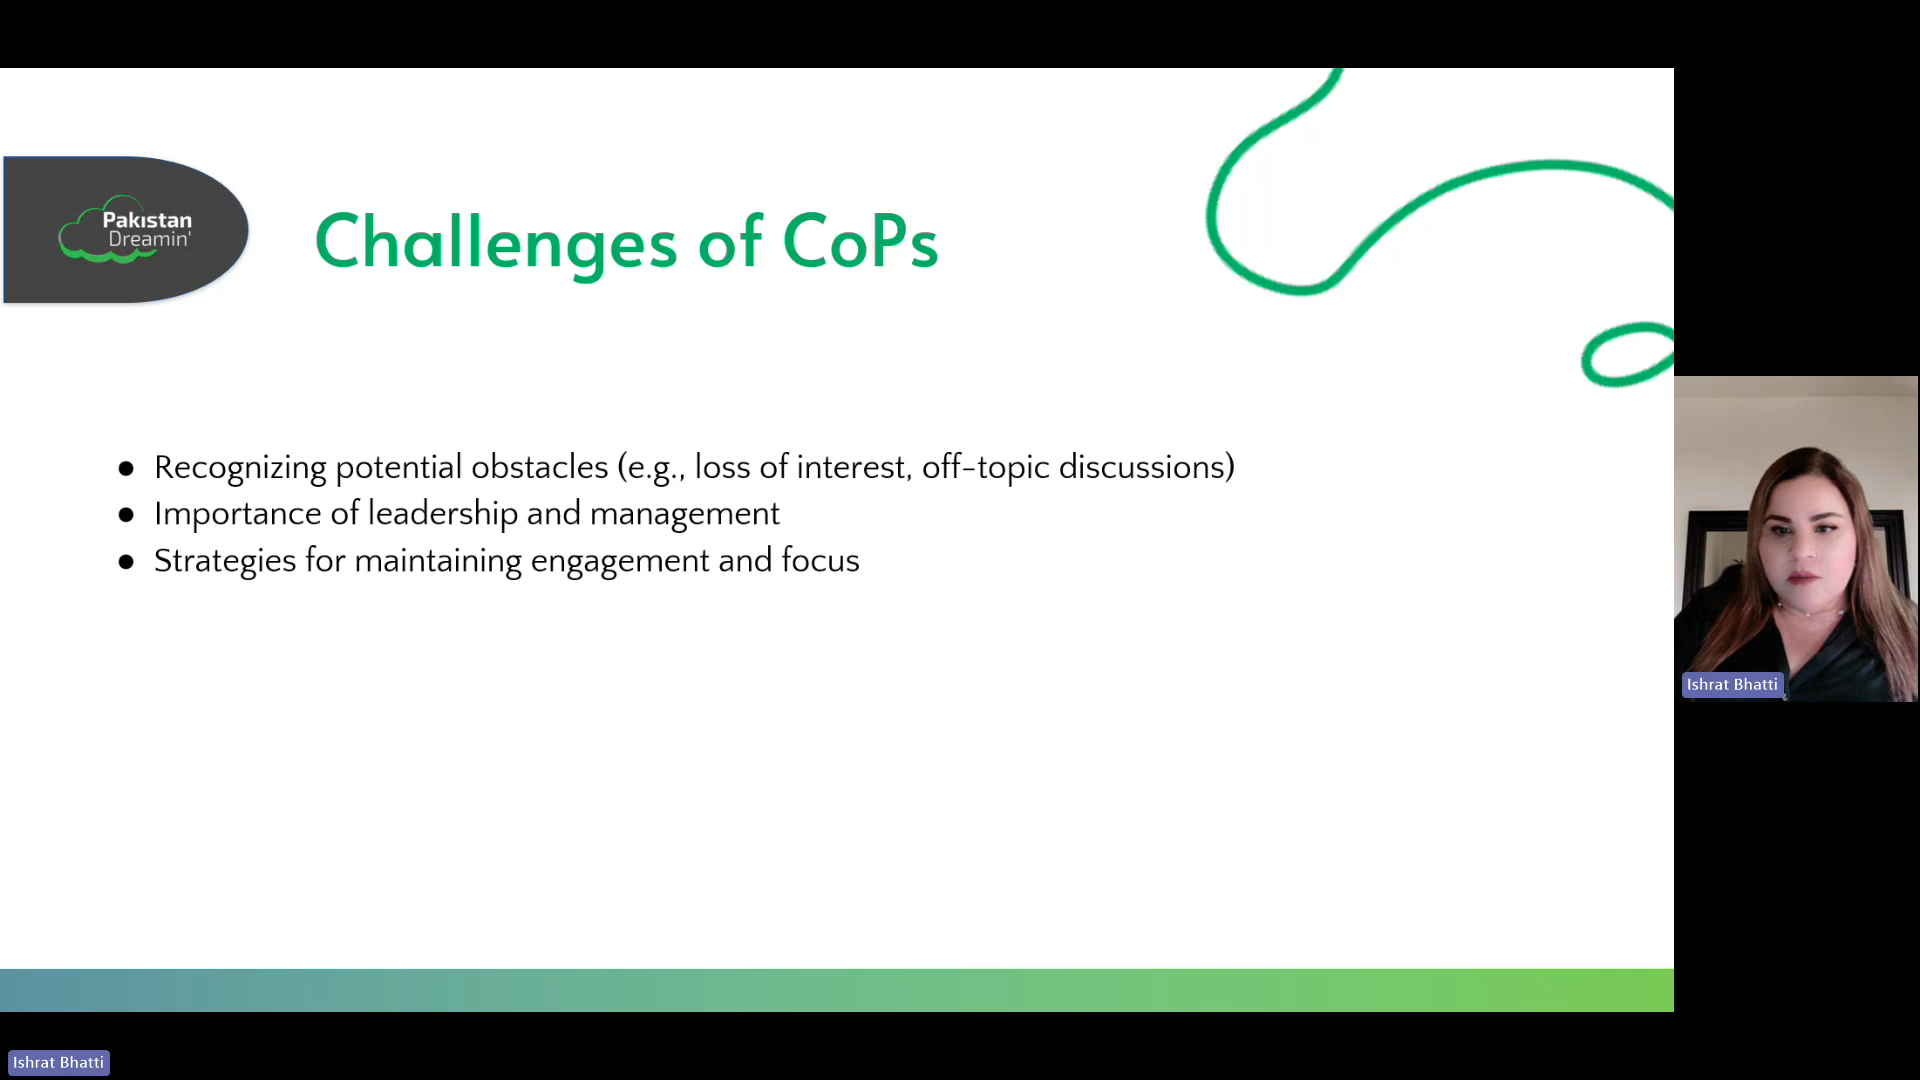 Pakistan
Dreamin'
Challenges of CoPs
● Recognizing potential obstacles (e.g., loss of interest, off-topic discussions)
● Importance of leadership and management
● Strategies for maintaining engagement and focus
Ishrat Bhatti
Ishrat Bhatti